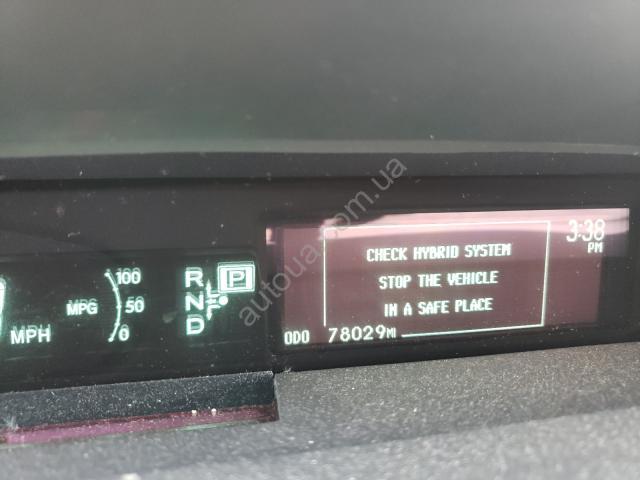 3:38
PM
CHECK HYBRID SYSTEM
STOP THE VEHICLE
IN A SAFE PLACE
ODO 78029MI
100
MPG 50
0
MPH
R
N
D
P
autoua.com.ua